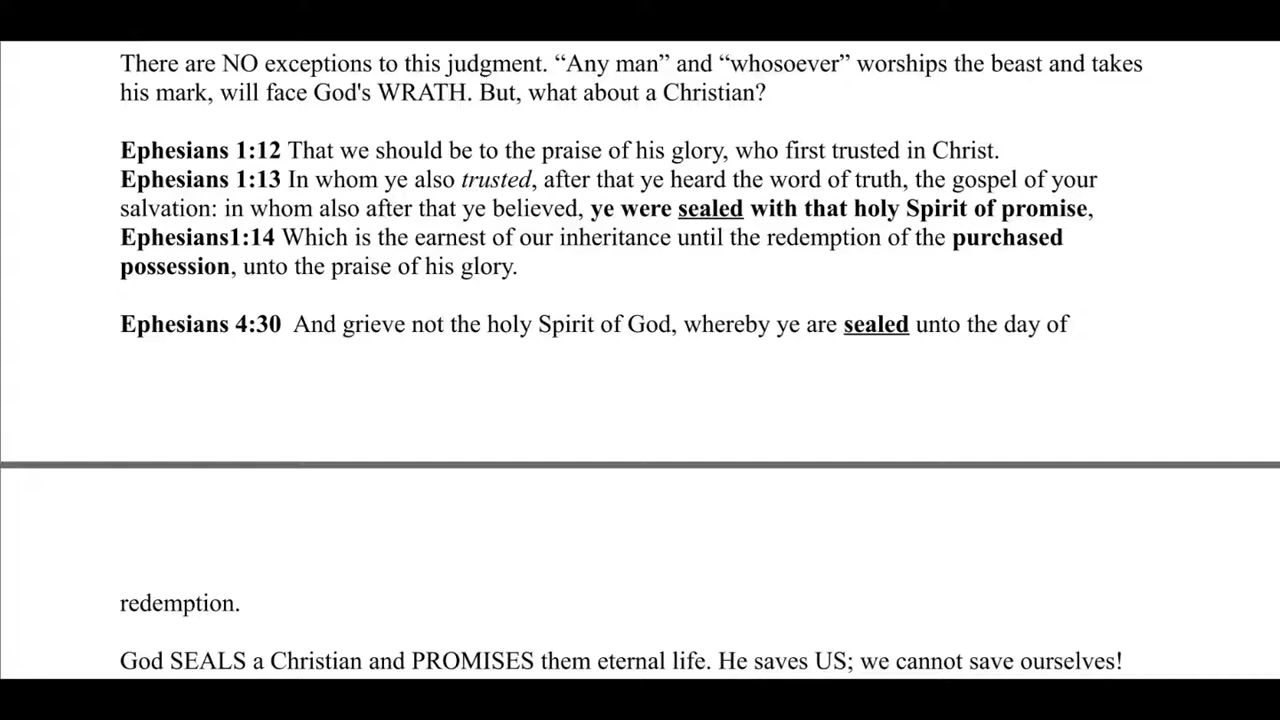 There are NO exceptions to this judgment. “Any man” and “whosoever” worships the beast and takes
his mark, will face God's WRATH. But, what about a Christian?
Ephesians 1:12 That we should be to the praise of his glory, who first trusted in Christ.
Ephesians 1:13 In whom ye also trusted, after that ye heard the word of truth, the gospel of your
salvation: in whom also after that ye believed, ye were sealed with that holy Spirit of promise,
Ephesians1:14 Which is the earnest of our inheritance until the redemption of the purchased
possession, unto the praise of his glory.
Ephesians 4:30 And grieve not the holy Spirit of God, whereby ye are sealed unto the day of
redemption.
God SEALS a Christian and PROMISES them eternal life. He saves US; we cannot save ourselves!